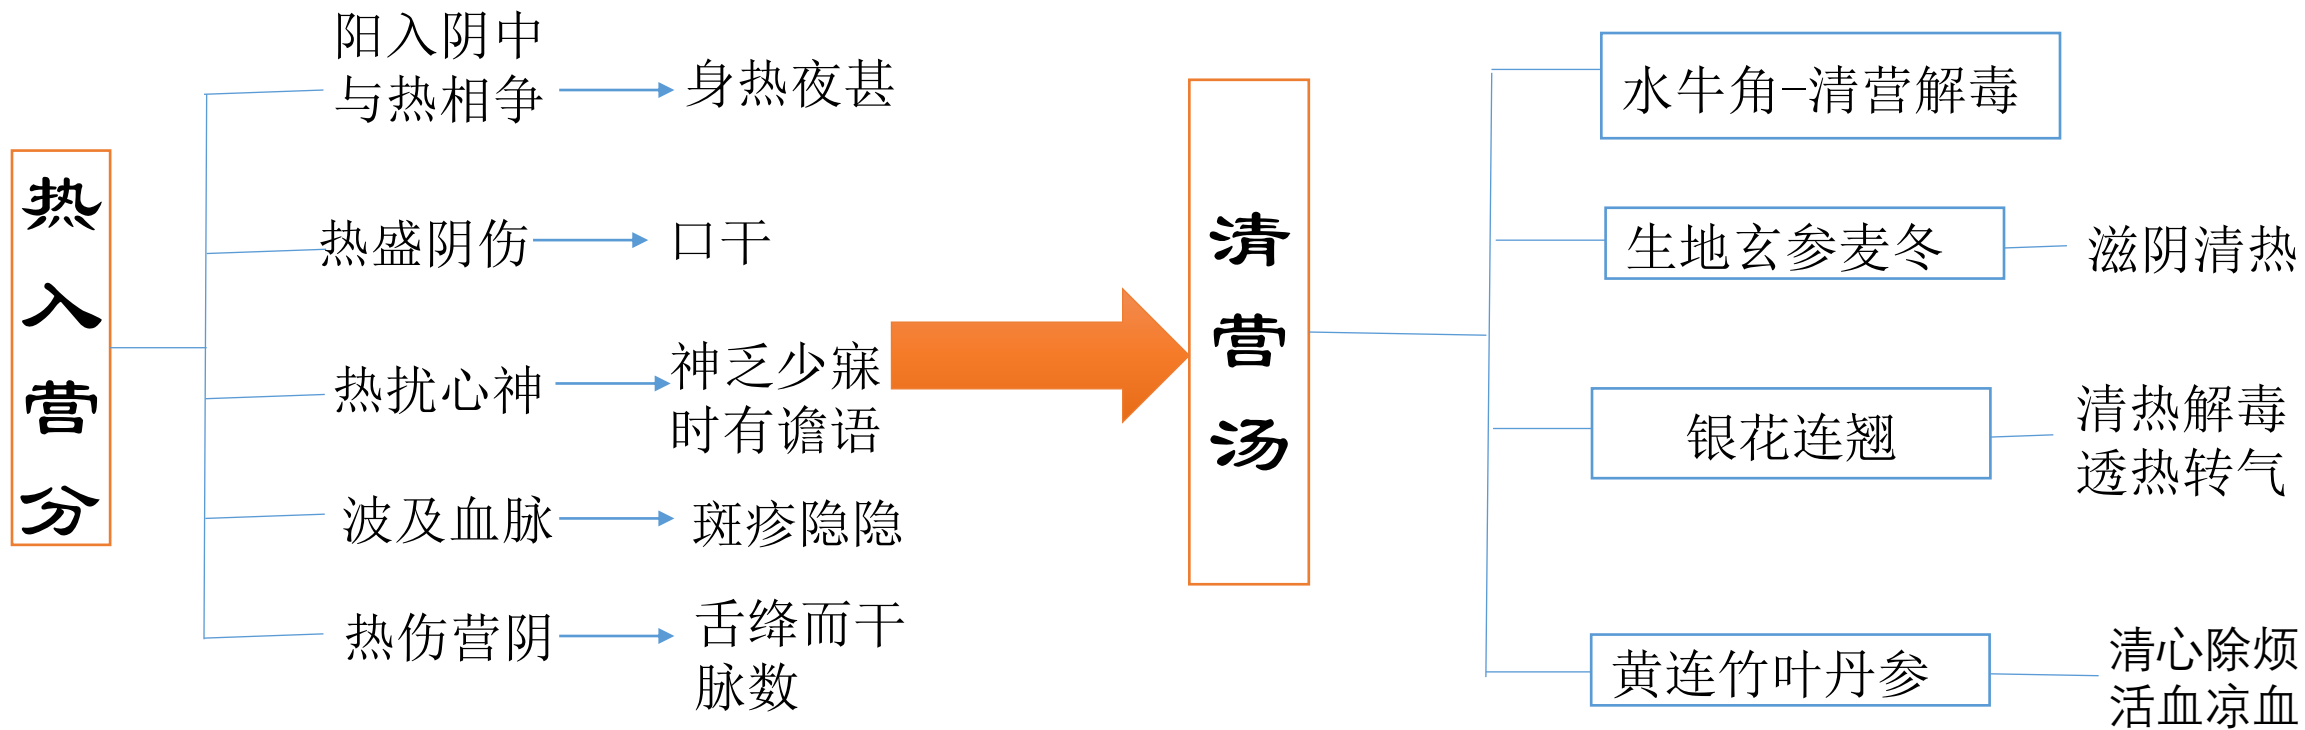 热入营分
阳入阴中
与热相争
身热夜甚
热盛阴伤
口干
热扰心神
神乏少寐
时有谵语
波及血脉
斑疹隐隐
热伤营阴
舌绛而干
脉数
清营汤
水牛角-清营解毒
生地玄参麦冬
滋阴清热
银花连翘
清热解毒
透热转气
黄连竹叶丹参
清心除烦
活血凉血